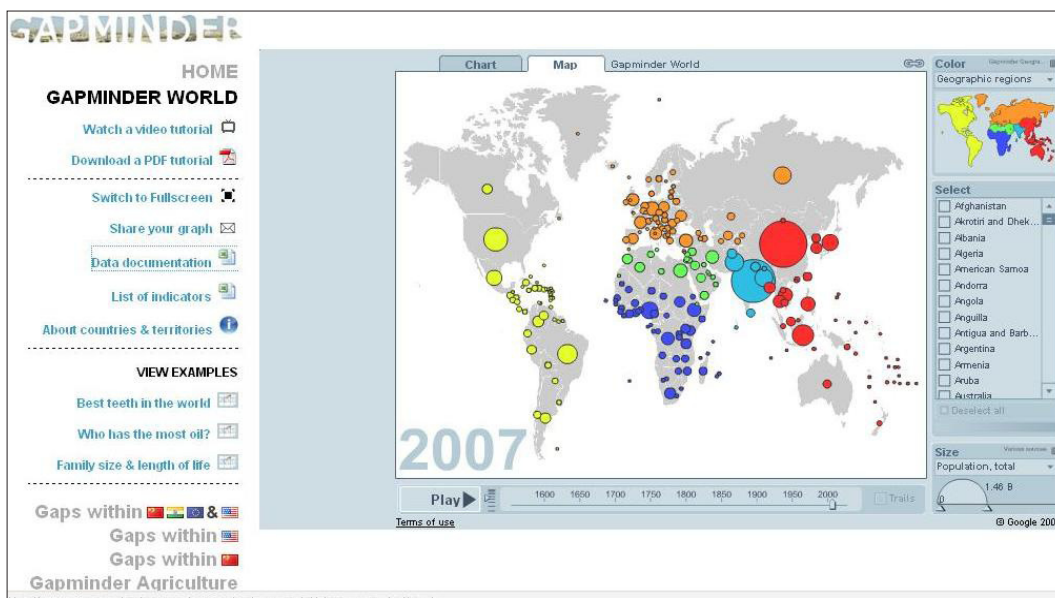 GAPMINDER
HOME
GAPMINDER WORLD
Watch a video tutorial
Download a PDF tutorial
Switch to Fullscreen
Share your graph
Data documentation
List of indicators
About countries & territories
VIEW EXAMPLES
Best teeth in the world
Who has the most oil?
Family size & length of life
Gaps within &
Gaps within
Gaps within
Gapminder Agriculture
Chart Map Gapminder World
2007
Play
1600 1650 1700 1750 1800 1850 1900 1950 2000
Trails
Terms of use
Color
Geographic regions
Select
Afghanistan
Akrotiri and Dhek...
Albania
Algeria
American Samoa
Andorra
Angola
Anguilla
Antigua and Barb...
Argentina
Armenia
Aruba
Australia
Deselect all
Size Various sources
Population, total
1.46 B
0
© Google 200